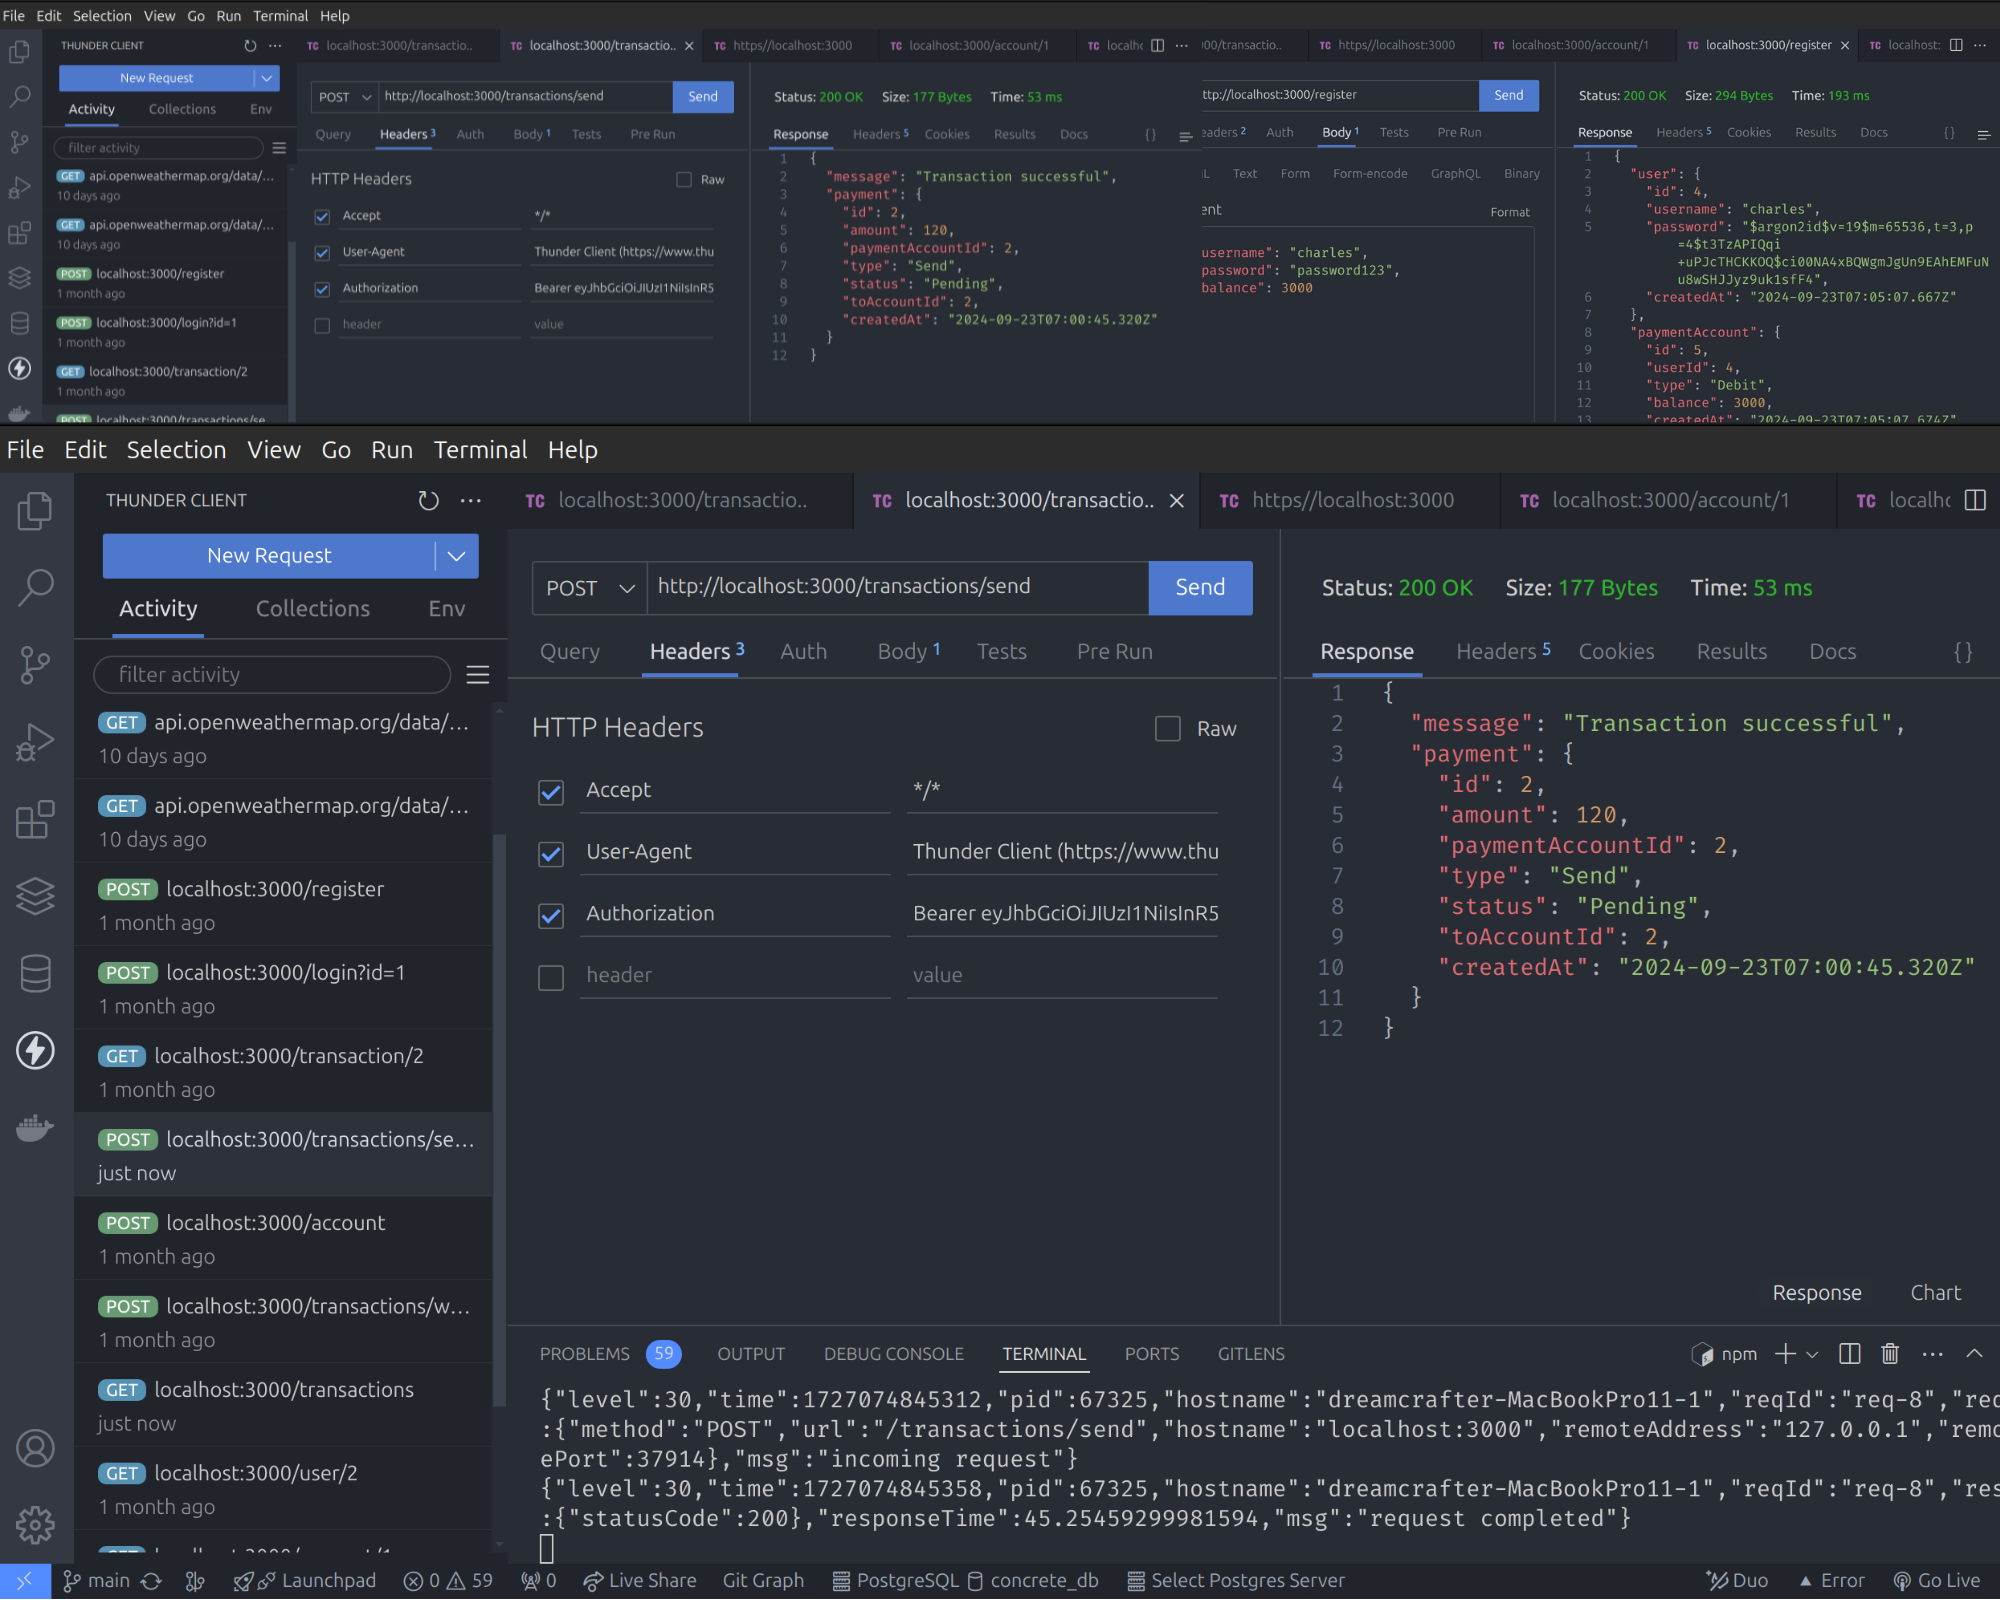 File Edit Selection View Go Run Terminal Help
THUNDER CLIENT
New Request
Activity Collections Env
filter activity
GET api.openweathermap.org/data/...
10 days ago
GET api.openweathermap.org/data/...
10 days ago
POST localhost:3000/register
1 month ago
POST localhost:3000/login?id=1
1 month ago
GET localhost:3000/transaction/2
1 month ago
POST localhost:3000/transactions/se
TC localhost:3000/transactio.. TC localhost:3000/transactio.. TC https//localhost:3000 TC localhost:3000/account/1 TC localhc
POST http://localhost:3000/transactions/send Send
Query Headers 3 Auth Body 1 Tests Pre Run
HTTP Headers Raw
Accept */*
User-Agent Thunder Client (https://www.thu
Authorization Bearer eyJhbGciOiJIUzI1NiIsInR5
header value
Status: 200 OK Size: 177 Bytes Time: 53 ms
Response Headers 5 Cookies Results Docs {}
1 {
2 "message": "Transaction successful",
3 "payment": {
4 "id": 2,
5 "amount": 120,
6 "paymentAccountId": 2,
7 "type": "Send",
8 "status": "Pending",
9 "toAccountId": 2,
10 "createdAt": "2024-09-23T07:00:45.320Z"
11 }
12 }
00/transactio.. TC https//localhost:3000 TC localhost:3000/account/1 TC localhost:3000/register TC localhost:
ttp://localhost:3000/register Send
eaders 2 Auth Body 1 Tests Pre Run
L Text Form Form-encode GraphQL Binary
ent Format
username": "charles",
password": "password123",
balance": 3000
Status: 200 OK Size: 294 Bytes Time: 193 ms
Response Headers 5 Cookies Results Docs {}
1 {
2 "user": {
3 "id": 4,
4 "username": "charles",
5 "password": "$argon2id$v=19$m=65536,t=3,p
=4$t3TzAPIQqi
+uPJcTHCKKOQ$ci00NA4xBQWgmJgUn9EAhEMFuN
u8wSHJJyz9uk1sfF4",
6 "createdAt": "2024-09-23T07:05:07.667Z"
7 },
8 "paymentAccount": {
9 "id": 5,
10 "userId": 4,
11 "type": "Debit",
12 "balance": 3000,
13 "createdAt": "2024-09-23T07:05:07.674Z"
File Edit Selection View Go Run Terminal Help
THUNDER CLIENT
New Request
Activity Collections Env
filter activity
GET api.openweathermap.org/data/...
10 days ago
GET api.openweathermap.org/data/...
10 days ago
POST localhost:3000/register
1 month ago
POST localhost:3000/login?id=1
1 month ago
GET localhost:3000/transaction/2
1 month ago
POST localhost:3000/transactions/se...
just now
POST localhost:3000/account
1 month ago
POST localhost:3000/transactions/w...
1 month ago
GET localhost:3000/transactions
just now
GET localhost:3000/user/2
1 month ago
TC localhost:3000/transactio.. TC localhost:3000/transactio.. TC https//localhost:3000 TC localhost:3000/account/1 TC localhc
POST http://localhost:3000/transactions/send Send
Query Headers 3 Auth Body 1 Tests Pre Run
HTTP Headers Raw
Accept */*
User-Agent Thunder Client (https://www.thu
Authorization Bearer eyJhbGciOiJIUzI1NiIsInR5
header value
Status: 200 OK Size: 177 Bytes Time: 53 ms
Response Headers 5 Cookies Results Docs {}
1 {
2 "message": "Transaction successful",
3 "payment": {
4 "id": 2,
5 "amount": 120,
6 "paymentAccountId": 2,
7 "type": "Send",
8 "status": "Pending",
9 "toAccountId": 2,
10 "createdAt": "2024-09-23T07:00:45.320Z"
11 }
12 }
Response Chart
PROBLEMS 59 OUTPUT DEBUG CONSOLE TERMINAL PORTS GITLENS npm
{"level":30,"time":1727074845312,"pid":67325,"hostname":"dreamcrafter-MacBookPro11-1","reqId":"req-8","rec
:{"method":"POST","url":"/transactions/send","hostname":"localhost:3000","remoteAddress":"127.0.0.1","remo
ePort":37914},"msg":"incoming request"}
{"level":30,"time":1727074845358,"pid":67325,"hostname":"dreamcrafter-MacBookPro11-1","reqId":"req-8","res
:{"statusCode":200},"responseTime":45.25459299981594,"msg":"request completed"}
main Launchpad 0 59 0 Live Share Git Graph PostgreSQL concrete_db Select Postgres Server Duo Error Go Live